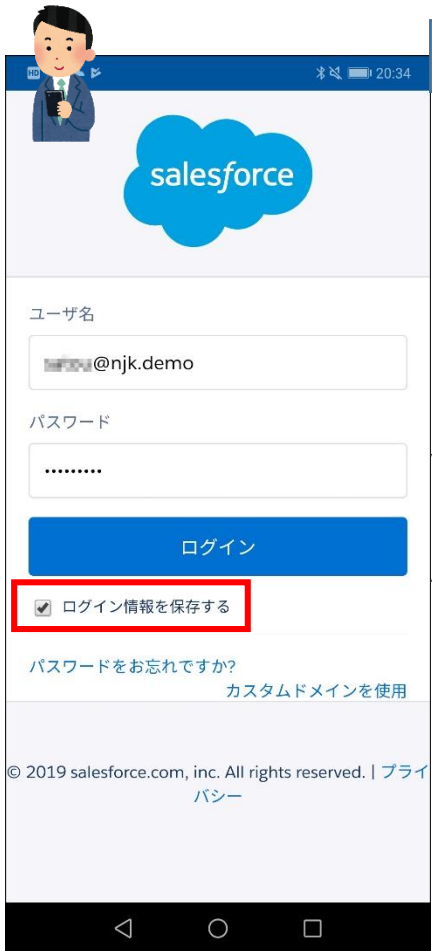 HD
20:34
salesforce
ユーザ名
@njk.demo
パスワード
ログイン
ログイン情報を保存する
パスワードをお忘れですか?
カスタムドメインを使用
© 2019 salesforce.com, inc. All rights reserved. | プライ
バシー